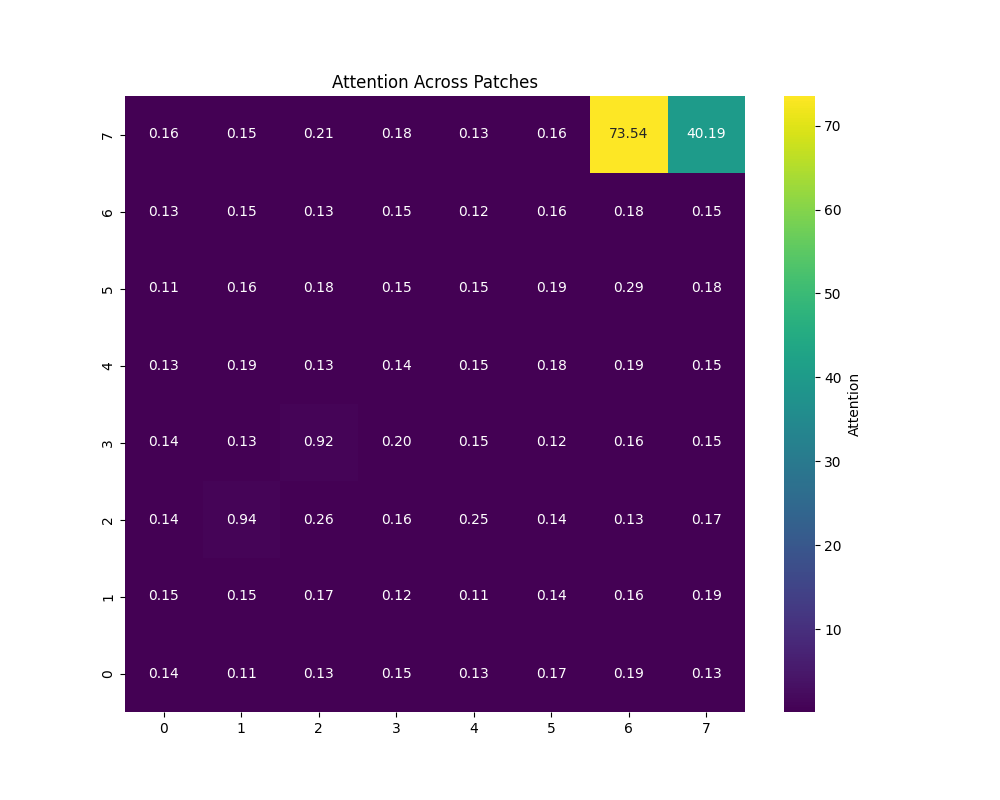 Attention Across Patches
7 0.16 0.15 0.21 0.18 0.13 0.16 73.54 40.19
6 0.13 0.15 0.13 0.15 0.12 0.16 0.18 0.15
5 0.11 0.16 0.18 0.15 0.15 0.19 0.29 0.18
4 0.13 0.19 0.13 0.14 0.15 0.18 0.19 0.15
3 0.14 0.13 0.92 0.20 0.15 0.12 0.16 0.15
2 0.14 0.94 0.26 0.16 0.25 0.14 0.13 0.17
1 0.15 0.15 0.17 0.12 0.11 0.14 0.16 0.19
0 0.14 0.11 0.13 0.15 0.13 0.17 0.19 0.13
0 1 2 3 4 5 6 7
70
60
50
40
30
20
10
Attention